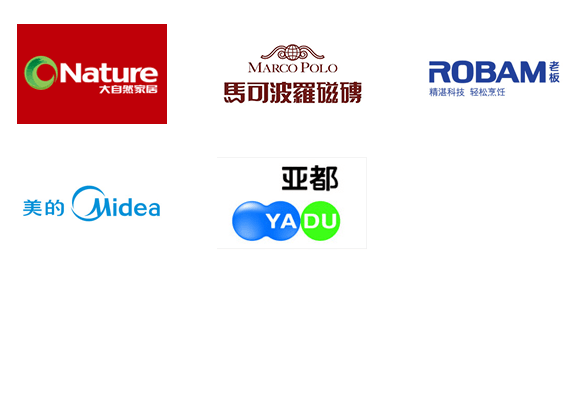 Nature
大自然家居
MARCO POLO
馬可波羅磁磚
ROBAM 老板
精湛科技 轻松烹饪
美的 Midea
亚都
YADU